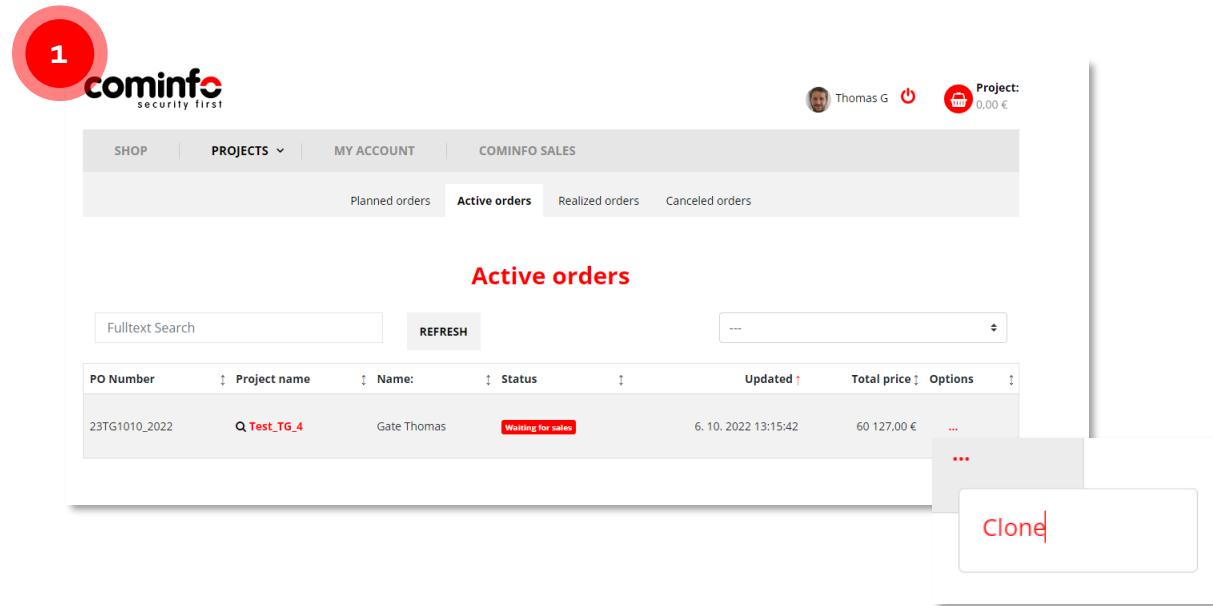 1
cominfo
security first
Thomas G
Project:
0,00 €
SHOP PROJECTS MY ACCOUNT COMINFO SALES
Planned orders Active orders Realized orders Canceled orders
Active orders
Fulltext Search REFRESH ---
PO Number Project name Name: Status Updated Total price Options
23TG1010_2022 Test_TG_4 Gate Thomas Waiting for sales 6. 10. 2022 13:15:42 60 127,00 € ...
...
Clone